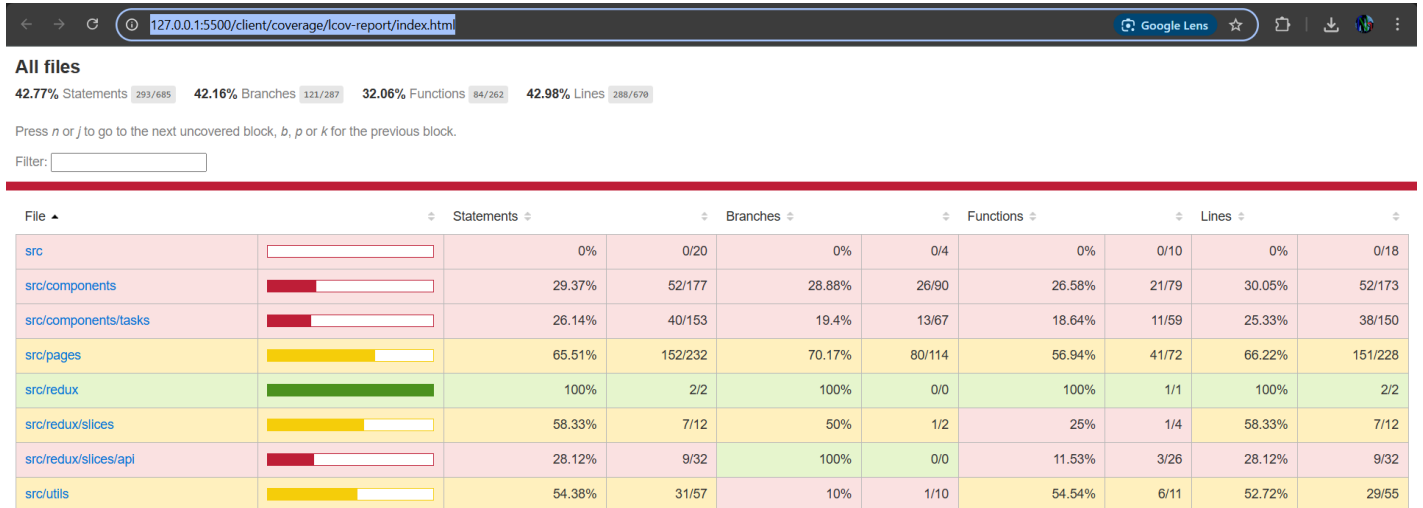 127.0.0.1:5500/client/coverage/lcov-report/index.html Google Lens
All files
42.77% Statements 293/685 42.16% Branches 121/287 32.06% Functions 84/262 42.98% Lines 288/670
Press n or j to go to the next uncovered block, b, p or k for the previous block.
Filter:
File Statements Branches Functions Lines
src 0% 0/20 0% 0/4 0% 0/10 0% 0/18
src/components 29.37% 52/177 28.88% 26/90 26.58% 21/79 30.05% 52/173
src/components/tasks 26.14% 40/153 19.4% 13/67 18.64% 11/59 25.33% 38/150
src/pages 65.51% 152/232 70.17% 80/114 56.94% 41/72 66.22% 151/228
src/redux 100% 2/2 100% 0/0 100% 1/1 100% 2/2
src/redux/slices 58.33% 7/12 50% 1/2 25% 1/4 58.33% 7/12
src/redux/slices/api 28.12% 9/32 100% 0/0 11.53% 3/26 28.12% 9/32
src/utils 54.38% 31/57 10% 1/10 54.54% 6/11 52.72% 29/55